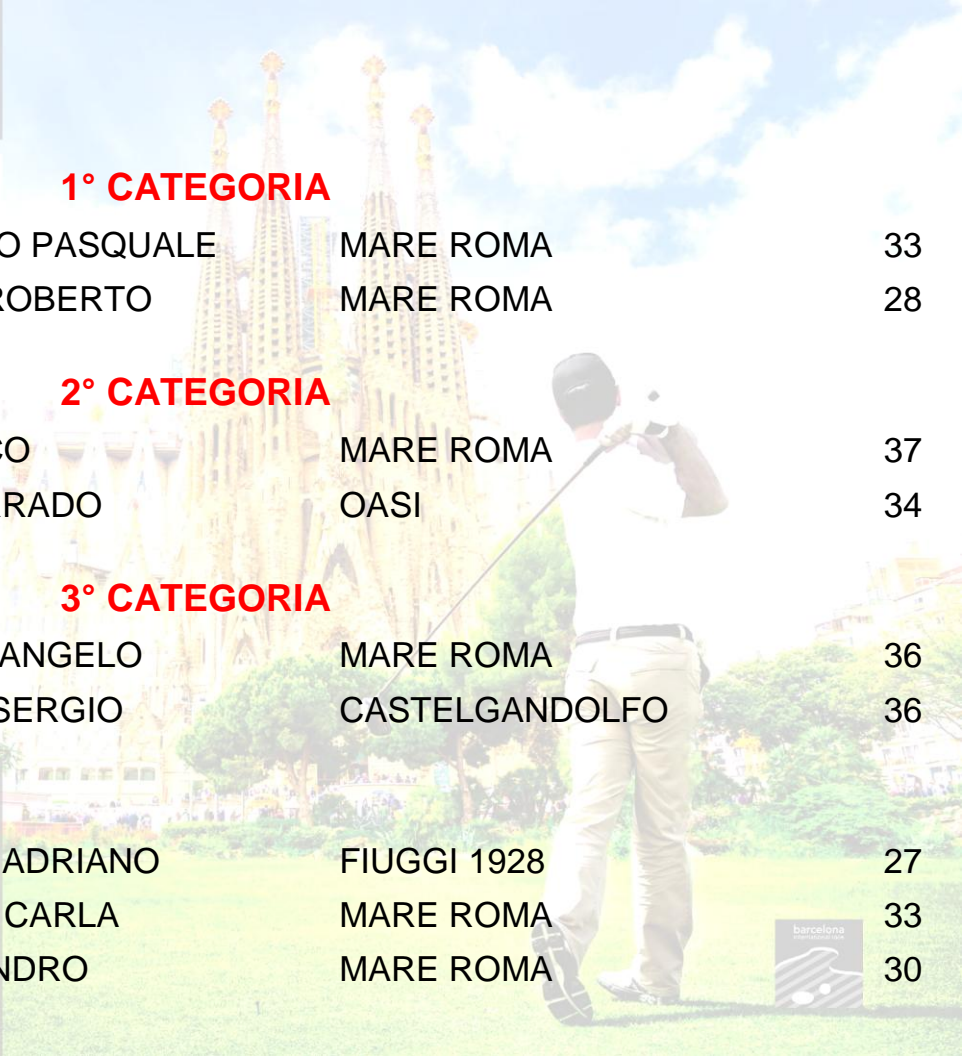 1° CATEGORIA
O PASQUALE MARE ROMA 33
ROBERTO MARE ROMA 28
2° CATEGORIA
CO MARE ROMA 37
RRADO OASI 34
3° CATEGORIA
ANGELO MARE ROMA 36
SERGIO CASTELGANDOLFO 36
ADRIANO FIUGGI 1928 27
CARLA MARE ROMA 33
NDRO MARE ROMA 30
barcelona